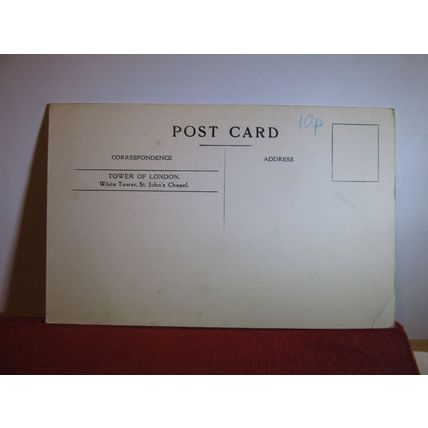 10p
POST CARD
CORRESPONDENCE
ADDRESS
TOWER OF LONDON.
White Tower, St. John's Chapel.